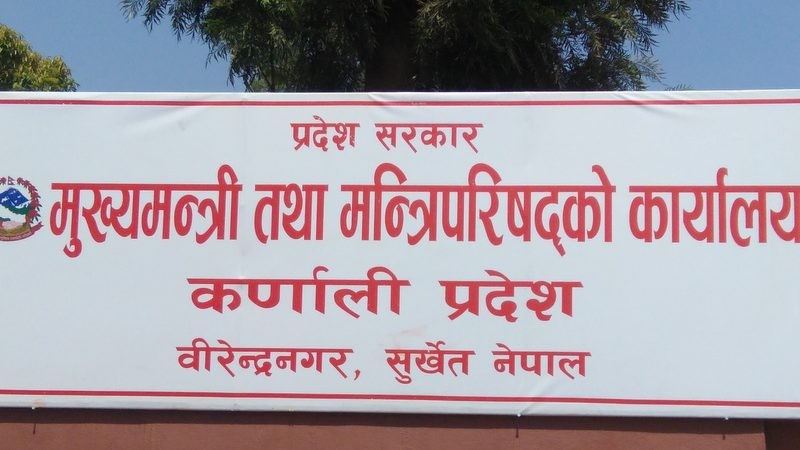 प्रदेश सरकार
मुख्यमन्त्री तथा मन्त्रिपरिषद्को कार्यालय
कर्णाली प्रदेश
वीरेन्द्रनगर, सुर्खेत नेपाल